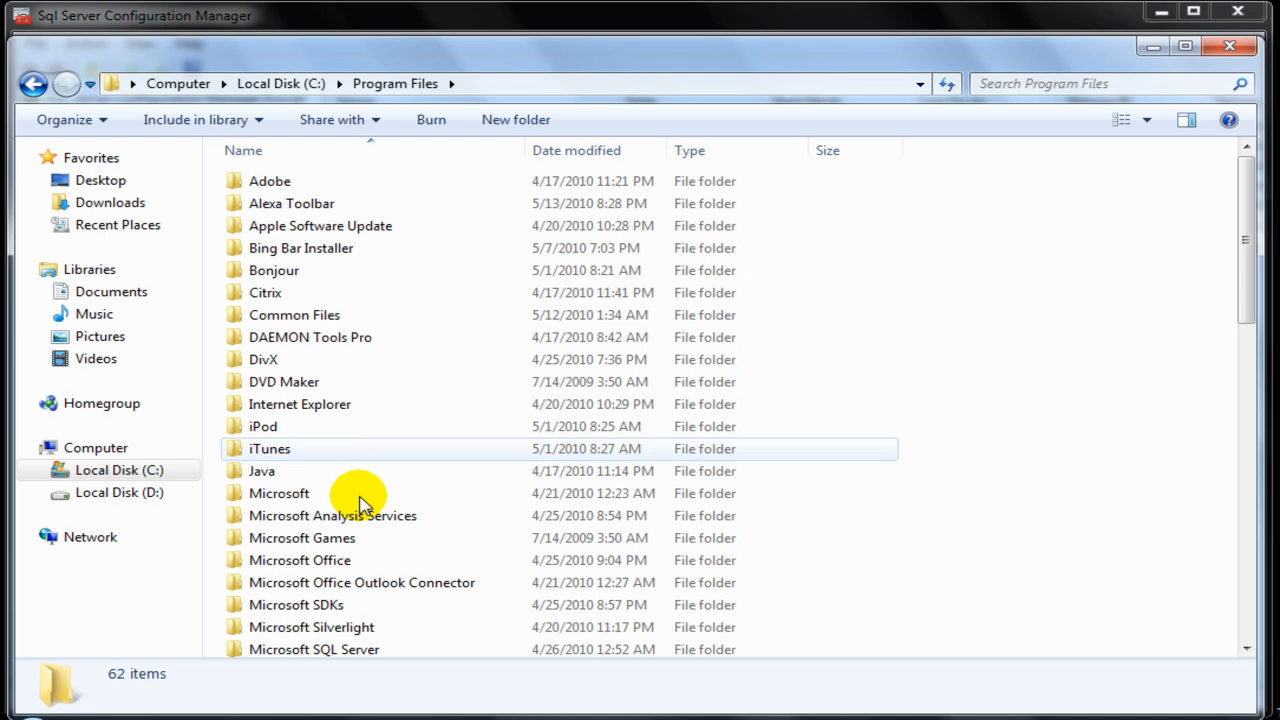 Sql Server Configuration Manager
Computer Local Disk (C:) Program Files
Search Program Files
Organize Include in library Share with Burn New folder
Name Date modified Type Size
Favorites
Desktop
Downloads
Recent Places
Libraries
Documents
Music
Pictures
Videos
Homegroup
Computer
Local Disk (C:)
Local Disk (D:)
Network
Adobe 4/17/2010 11:21 PM File folder
Alexa Toolbar 5/13/2010 8:28 PM File folder
Apple Software Update 4/20/2010 10:28 PM File folder
Bing Bar Installer 5/7/2010 7:03 PM File folder
Bonjour 5/1/2010 8:21 AM File folder
Citrix 4/17/2010 11:41 PM File folder
Common Files 5/12/2010 1:34 AM File folder
DAEMON Tools Pro 4/17/2010 8:42 AM File folder
DivX 4/25/2010 7:36 PM File folder
DVD Maker 7/14/2009 3:50 AM File folder
Internet Explorer 4/20/2010 10:29 PM File folder
iPod 5/1/2010 8:25 AM File folder
iTunes 5/1/2010 8:27 AM File folder
Java 4/17/2010 11:14 PM File folder
Microsoft 4/21/2010 12:23 AM File folder
Microsoft Analysis Services 4/25/2010 8:54 PM File folder
Microsoft Games 7/14/2009 3:50 AM File folder
Microsoft Office 4/25/2010 9:04 PM File folder
Microsoft Office Outlook Connector 4/21/2010 12:27 AM File folder
Microsoft SDKs 4/25/2010 8:57 PM File folder
Microsoft Silverlight 4/20/2010 11:17 PM File folder
Microsoft SQL Server 4/26/2010 12:52 AM File folder
62 items